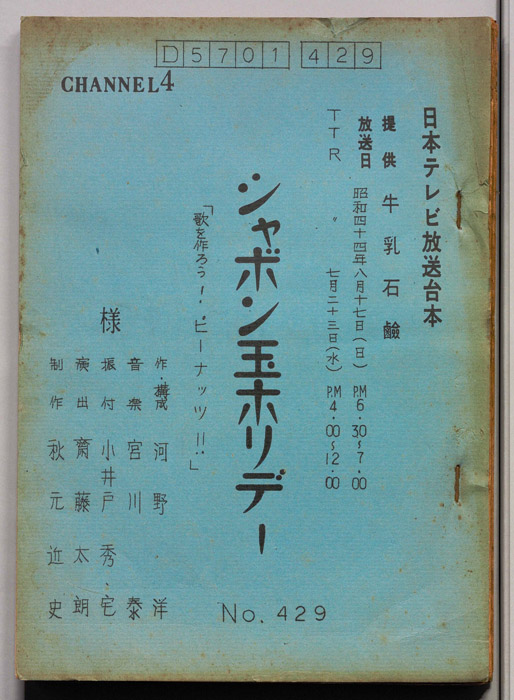 D5701 429
CHANNEL4
日本テレビ放送台本
提供 牛乳石鹸
放送日 昭和四十四年八月十七日（日） P.M 6.30~7.00
TTR 〃 七月二十三日（水） P.M 4.00~12.00
シャボン玉ホリデー
「歌を作ろう！ピーナッツ!!」
様
作・構成 河野 洋
音楽 宮川 泰
振付 小井戸秀宅
演出 齋藤太朗
制作 秋元近史
No. 429